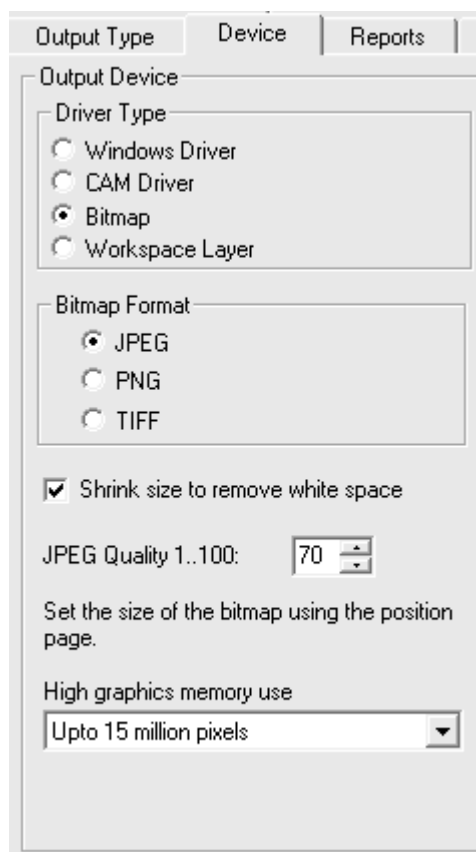 Output Type Device Reports
Output Device
Driver Type
Windows Driver
CAM Driver
Bitmap
Workspace Layer
Bitmap Format
JPEG
PNG
TIFF
Shrink size to remove white space
JPEG Quality 1..100: 70
Set the size of the bitmap using the position
page.
High graphics memory use
Upto 15 million pixels